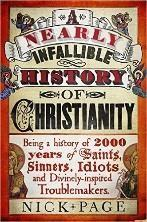 A
NEARLY
INFALLIBLE
HISTORY
OF
CHRISTIANITY
Being a history of 2000
years of Saints,
Sinners, Idiots
and Divinely-inspired
Troublemakers.
NICK • PAGE